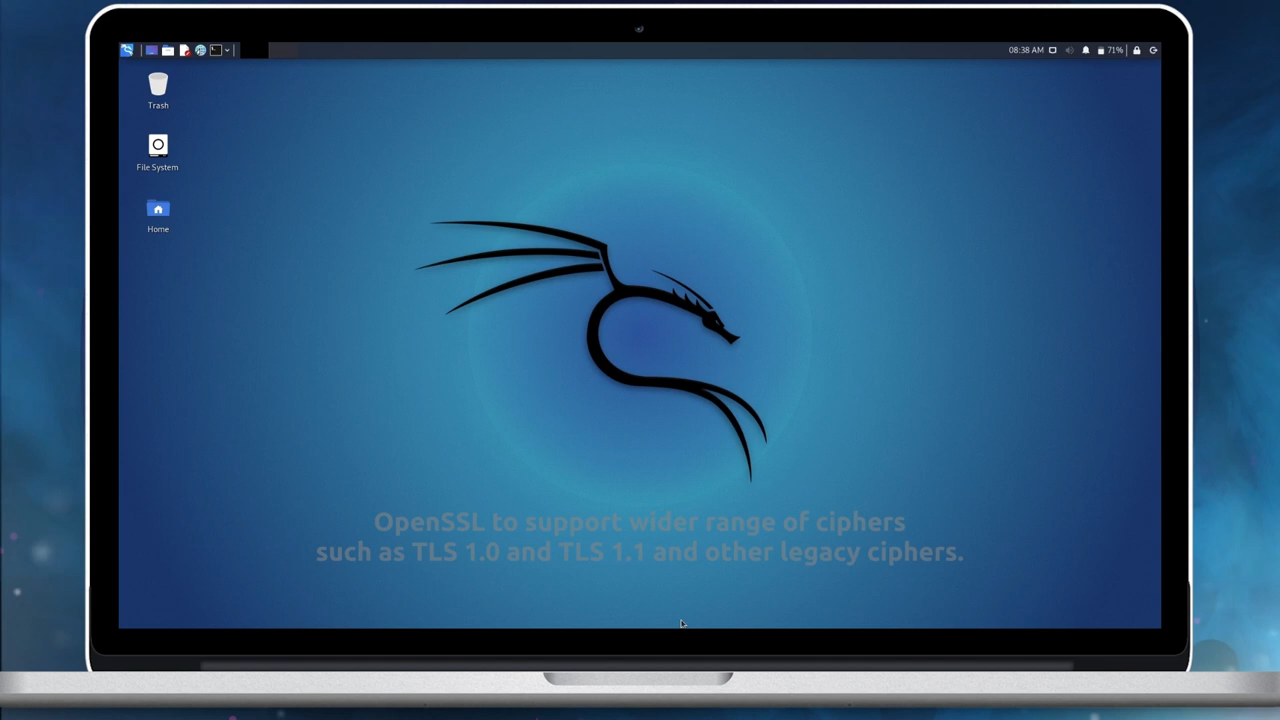 08:38 AM
71%
Trash
File System
Home
OpenSSL to support wider range of ciphers
such as TLS 1.0 and TLS 1.1 and other legacy ciphers.